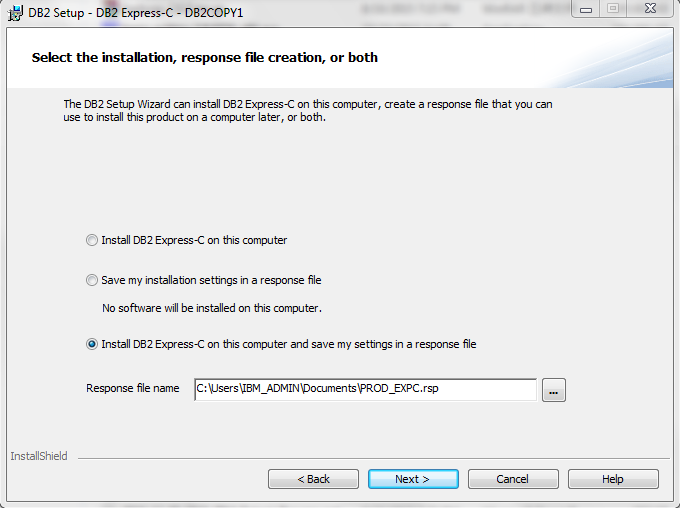 DB2 Setup - DB2 Express-C - DB2COPY1
Select the installation, response file creation, or both
The DB2 Setup Wizard can install DB2 Express-C on this computer, create a response file that you can
use to install this product on a computer later, or both.
Install DB2 Express-C on this computer
Save my installation settings in a response file
No software will be installed on this computer.
Install DB2 Express-C on this computer and save my settings in a response file
Response file name C:\Users\IBM_ADMIN\Documents\PROD_EXPC.rsp ...
InstallShield
< Back Next > Cancel Help